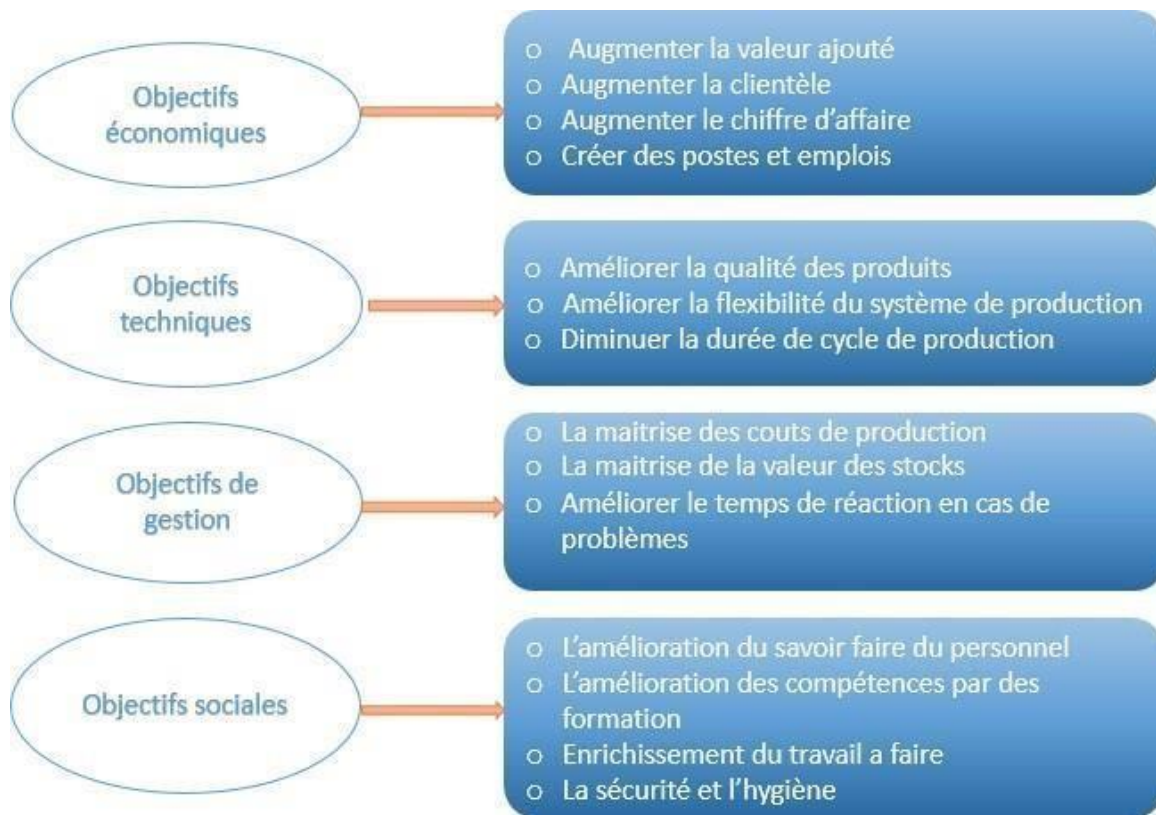 Objectifs
économiques
o Augmenter la valeur ajouté
o Augmenter la clientèle
o Augmenter le chiffre d'affaire
o Créer des postes et emplois
Objectifs
techniques
o Améliorer la qualité des produits
o Améliorer la flexibilité du système de production
o Diminuer la durée de cycle de production
Objectifs de
gestion
o La maitrise des couts de production
o La maitrise de la valeur des stocks
o Améliorer le temps de réaction en cas de
problèmes
Objectifs sociales
o L'amélioration du savoir faire du personnel
o L'amélioration des compétences par des
formation
o Enrichissement du travail a faire
o La sécurité et l'hygiène